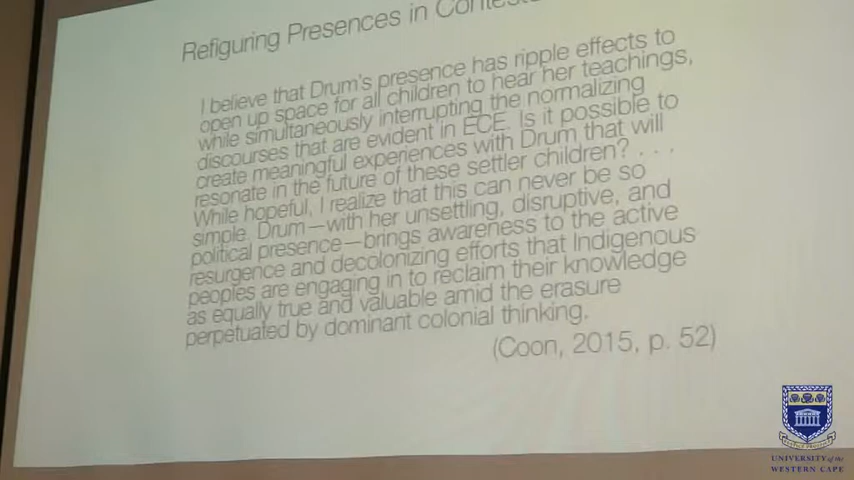 Refiguring Presences in
I believe that Drum's presence has ripple effects to
open up space for all children to hear her teachings,
while simultaneously interrupting the normalizing
discourses that are evident in ECE. Is it possible to
create meaningful experiences with Drum that will
resonate in the future of these settler children? . . .
While hopeful, I realize that this can never be so
simple. Drum—with her unsettling, disruptive, and
political presence—brings awareness to the active
resurgence and decolonizing efforts that Indigenous
peoples are engaging in to reclaim their knowledge
as equally true and valuable amid the erasure
perpetuated by dominant colonial thinking.
(Coon, 2015, p. 52)
UNIVERSITY of the
WESTERN CAPE